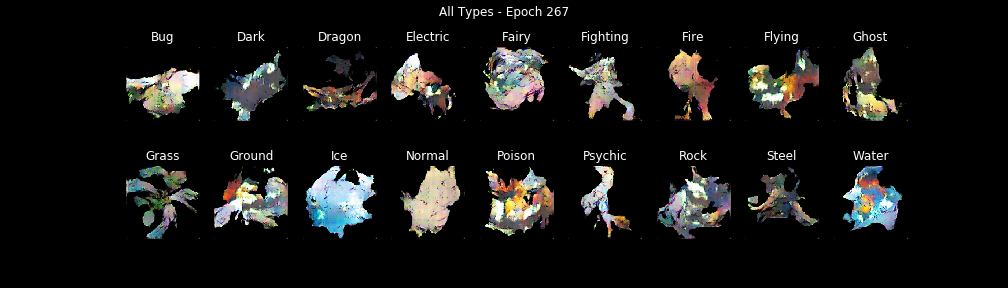 All Types - Epoch 267
Bug Dark Dragon Electric Fairy Fighting Fire Flying Ghost
Grass Ground Ice Normal Poison Psychic Rock Steel Water